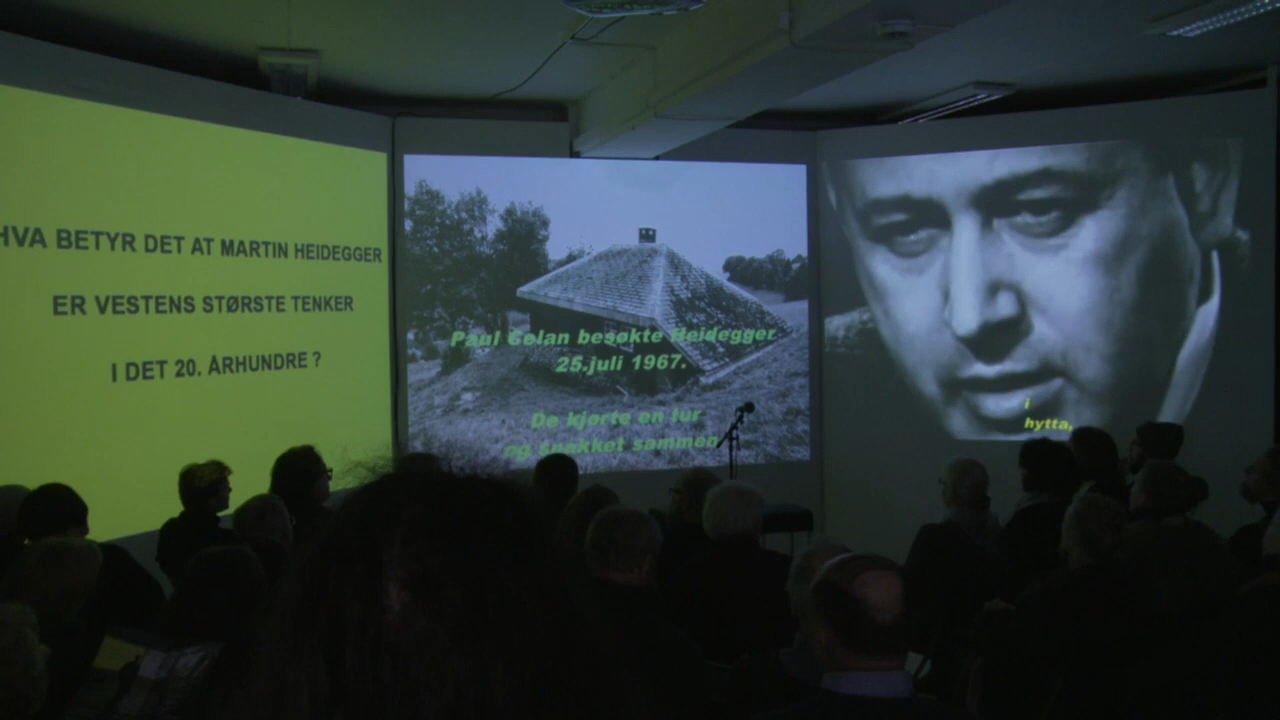 HVA BETYR DET AT MARTIN HEIDEGGER
ER VESTENS STØRSTE TENKER
I DET 20. ÅRHUNDRE ?
Paul Celan besøkte Heidegger
25.juli 1967.
De kjørte en tur
og snakket sammen
i
hytta,